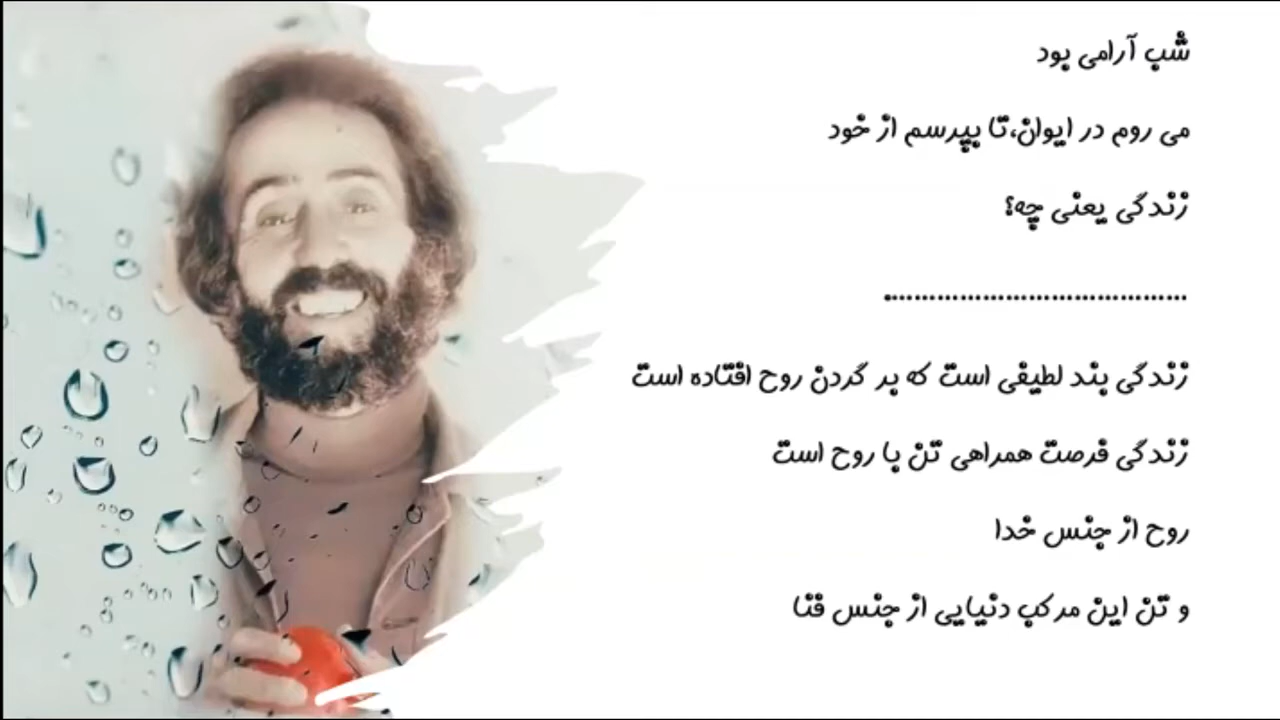 شب آرامی بود
می روم در ایوان،تا بپرسم از خود
زندگی یعنی چه؟
.......................................
زندگی بند لطیفی است که بر گردن روح افتاده است
زندگی فرصت همراهی تن با روح است
روح از جنس خدا
و تن این مرکب دنیایی از جنس فنا